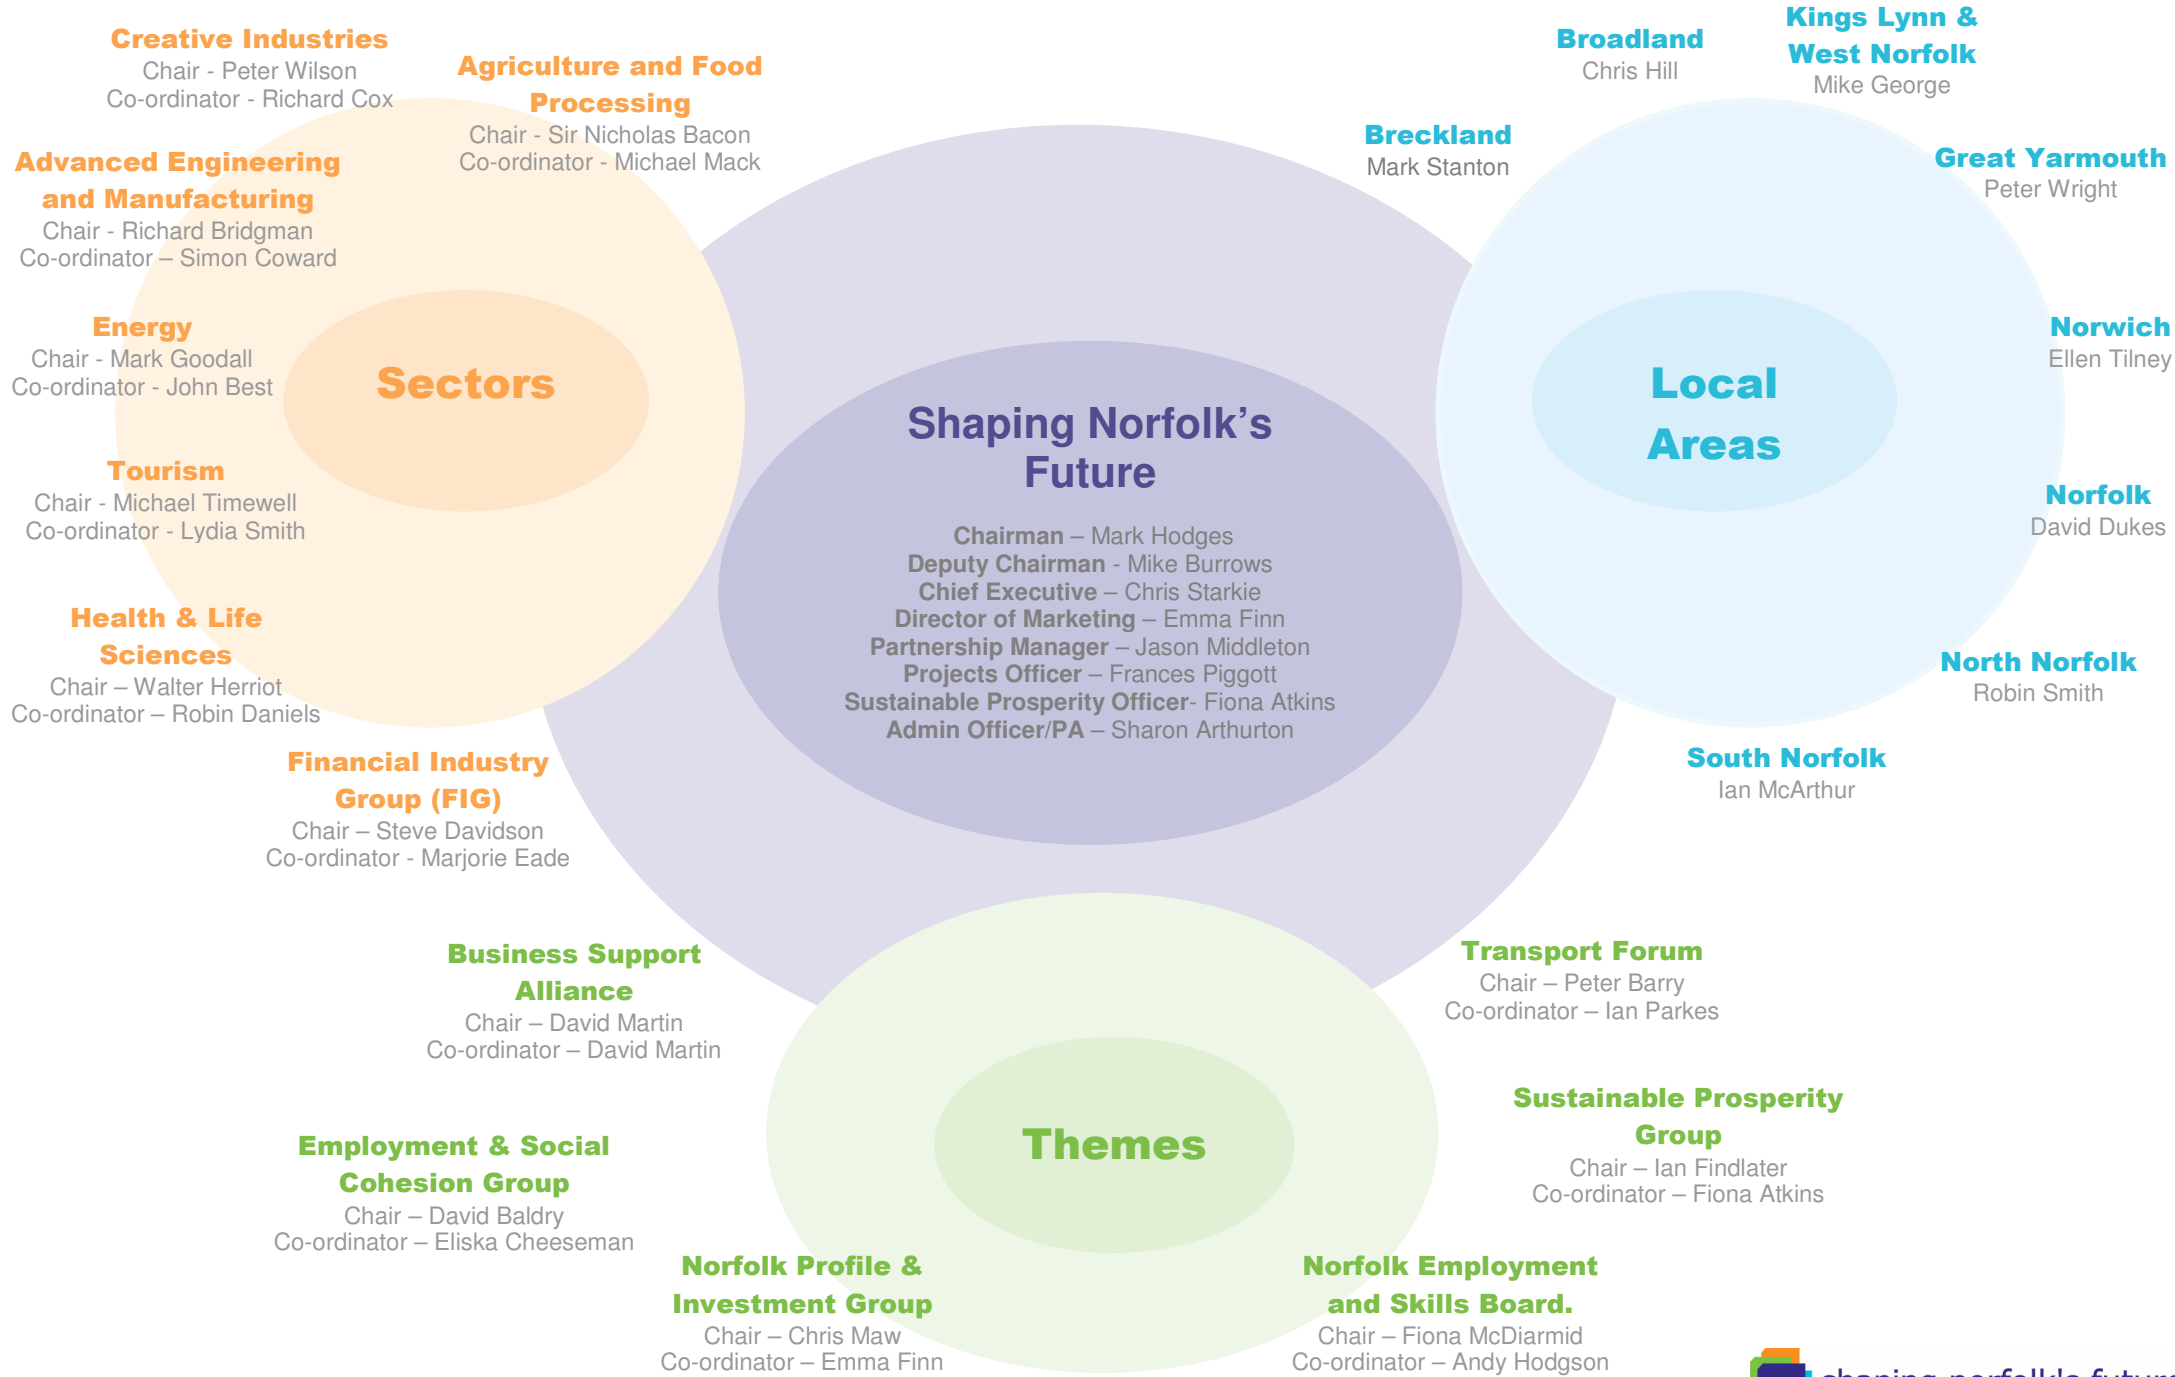 Creative Industries
Chair - Peter Wilson
Co-ordinator - Richard Cox
Agriculture and Food
Processing
Chair - Sir Nicholas Bacon
Co-ordinator - Michael Mack
Advanced Engineering
and Manufacturing
Chair - Richard Bridgman
Co-ordinator – Simon Coward
Energy
Chair - Mark Goodall
Co-ordinator - John Best
Sectors
Tourism
Chair - Michael Timewell
Co-ordinator - Lydia Smith
Health & Life
Sciences
Chair – Walter Herriot
Co-ordinator – Robin Daniels
Financial Industry
Group (FIG)
Chair – Steve Davidson
Co-ordinator - Marjorie Eade
Shaping Norfolk’s
Future
Chairman – Mark Hodges
Deputy Chairman - Mike Burrows
Chief Executive – Chris Starkie
Director of Marketing – Emma Finn
Partnership Manager – Jason Middleton
Projects Officer – Frances Piggott
Sustainable Prosperity Officer- Fiona Atkins
Admin Officer/PA – Sharon Arthurton
Breckland
Mark Stanton
Broadland
Chris Hill
Kings Lynn &
West Norfolk
Mike George
Great Yarmouth
Peter Wright
Norwich
Ellen Tilney
Local
Areas
Norfolk
David Dukes
North Norfolk
Robin Smith
South Norfolk
Ian McArthur
Business Support
Alliance
Chair – David Martin
Co-ordinator – David Martin
Employment & Social
Cohesion Group
Chair – David Baldry
Co-ordinator – Eliska Cheeseman
Themes
Norfolk Profile &
Investment Group
Chair – Chris Maw
Co-ordinator – Emma Finn
Norfolk Employment
and Skills Board.
Chair – Fiona McDiarmid
Co-ordinator – Andy Hodgson
Transport Forum
Chair – Peter Barry
Co-ordinator – Ian Parkes
Sustainable Prosperity
Group
Chair – Ian Findlater
Co-ordinator – Fiona Atkins
shaping norfolk's future